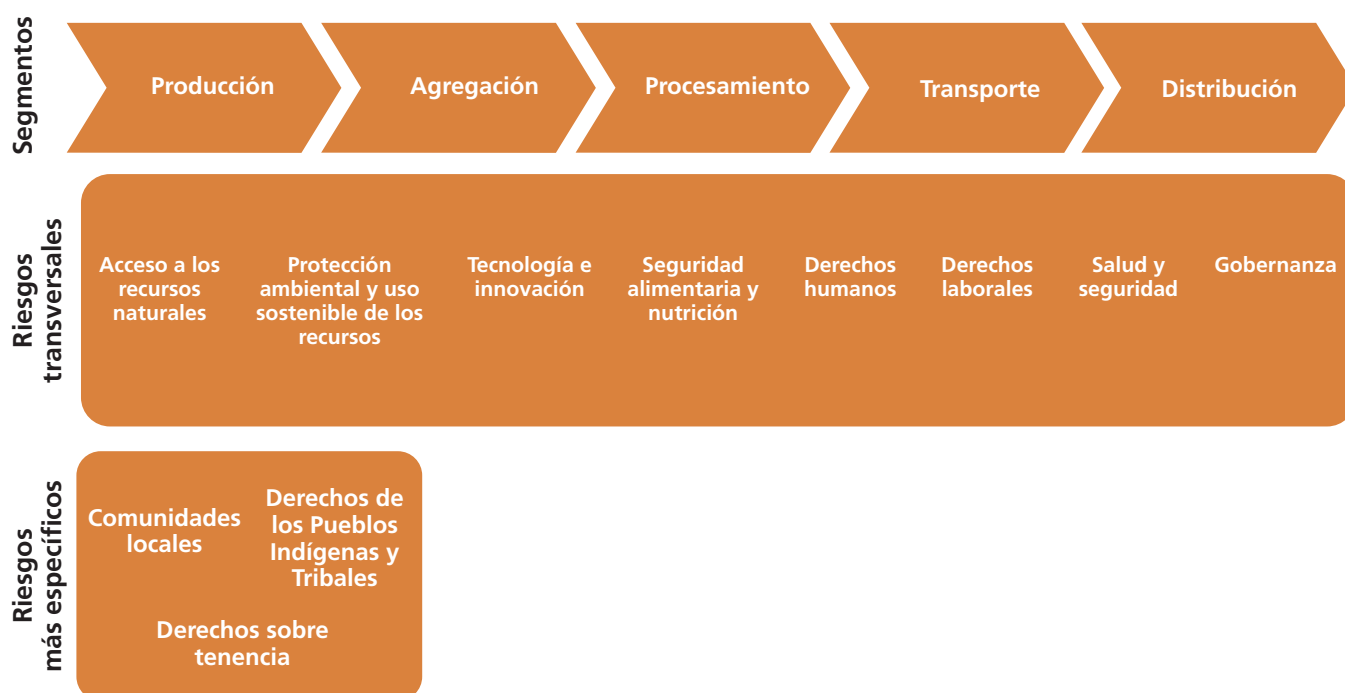 Segmentos
Producción
Agregación
Procesamiento
Transporte
Distribución
Riesgos
transversales
Acceso a los
recursos
naturales
Protección
ambiental y uso
sostenible de los
recursos
Tecnología e
innovación
Seguridad
alimentaria y
nutrición
Derechos
humanos
Derechos
laborales
Salud y
seguridad
Gobernanza
Riesgos
más específicos
Comunidades
locales
Derechos de
los Pueblos
Indígenas y
Tribales
Derechos sobre
tenencia